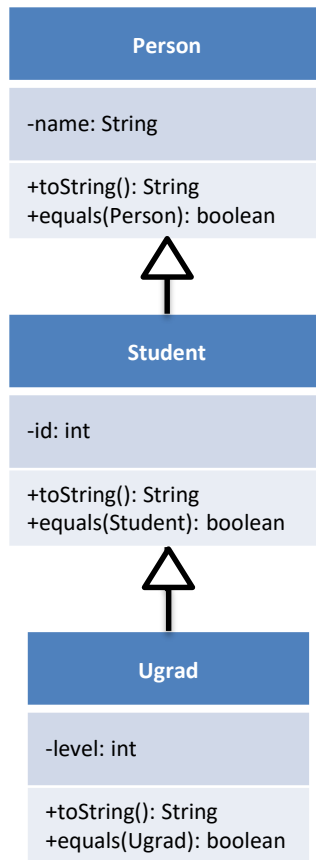 Person
-name: String
+toString(): String
+equals(Person): boolean
Student
-id: int
+toString(): String
+equals(Student): boolean
Ugrad
-level: int
+toString(): String
+equals(Ugrad): boolean